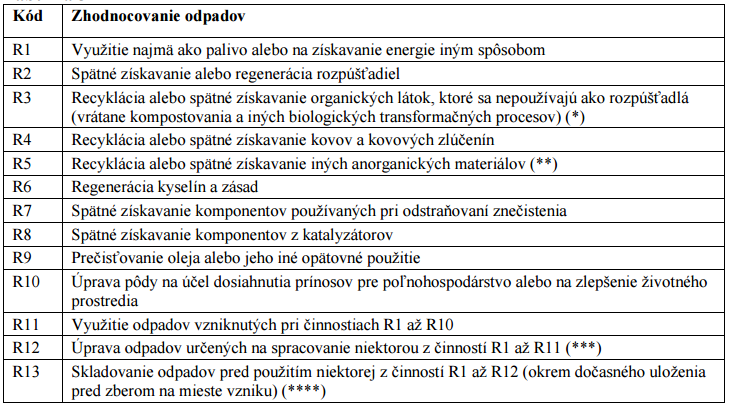 Kód Zhodnocovanie odpadov
R1 Využitie najmä ako palivo alebo na získavanie energie iným spôsobom
R2 Spätné získavanie alebo regenerácia rozpúšťadiel
R3 Recyklácia alebo spätné získavanie organických látok, ktoré sa nepoužívajú ako rozpúšťadlá
(vrátane kompostovania a iných biologických transformačných procesov) (*)
R4 Recyklácia alebo spätné získavanie kovov a kovových zlúčenín
R5 Recyklácia alebo spätné získavanie iných anorganických materiálov (**)
R6 Regenerácia kyselín a zásad
R7 Spätné získavanie komponentov používaných pri odstraňovaní znečistenia
R8 Spätné získavanie komponentov z katalyzátorov
R9 Prečisťovanie oleja alebo jeho iné opätovné použitie
R10 Úprava pôdy na účel dosiahnutia prínosov pre poľnohospodárstvo alebo na zlepšenie životného
prostredia
R11 Využitie odpadov vzniknutých pri činnostiach R1 až R10
R12 Úprava odpadov určených na spracovanie niektorou z činností R1 až R11 (***)
R13 Skladovanie odpadov pred použitím niektorej z činností R1 až R12 (okrem dočasného uloženia
pred zberom na mieste vzniku) (****)